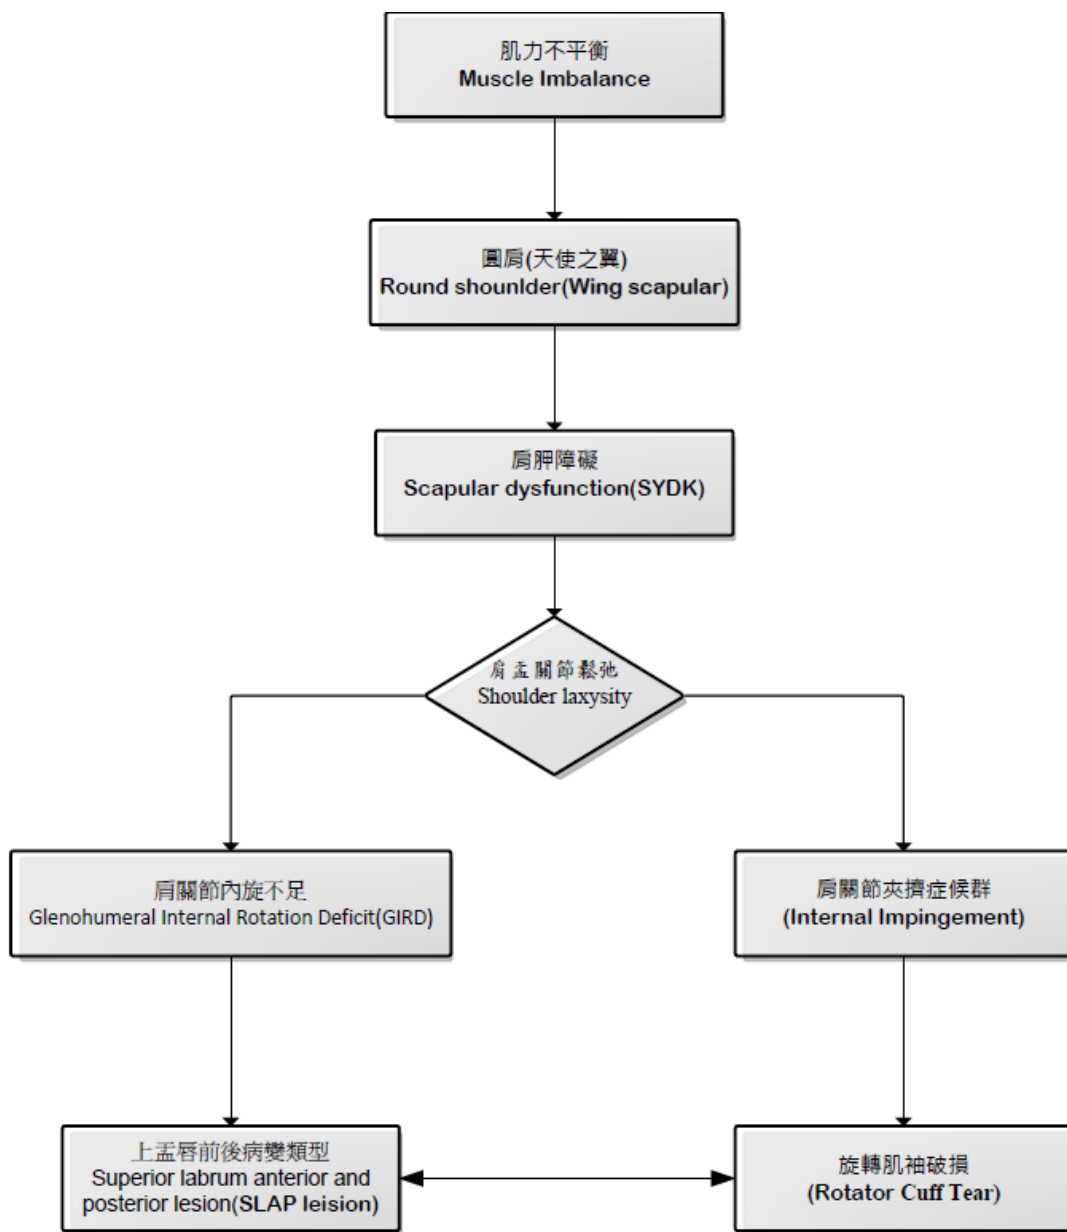 肌力不平衡
Muscle Imbalance
圓肩(天使之翼)
Round shounlder(Wing scapular)
肩胛障礙
Scapular dysfunction(SYDK)
肩盂關節鬆弛
Shoulder laxysity
肩關節內旋不足
Glenohumeral Internal Rotation Deficit(GIRD)
肩關節夾擠症候群
(Internal Impingement)
上盂唇前後病變類型
Superior labrum anterior and
posterior lesion(SLAP leision)
旋轉肌袖破損
(Rotator Cuff Tear)